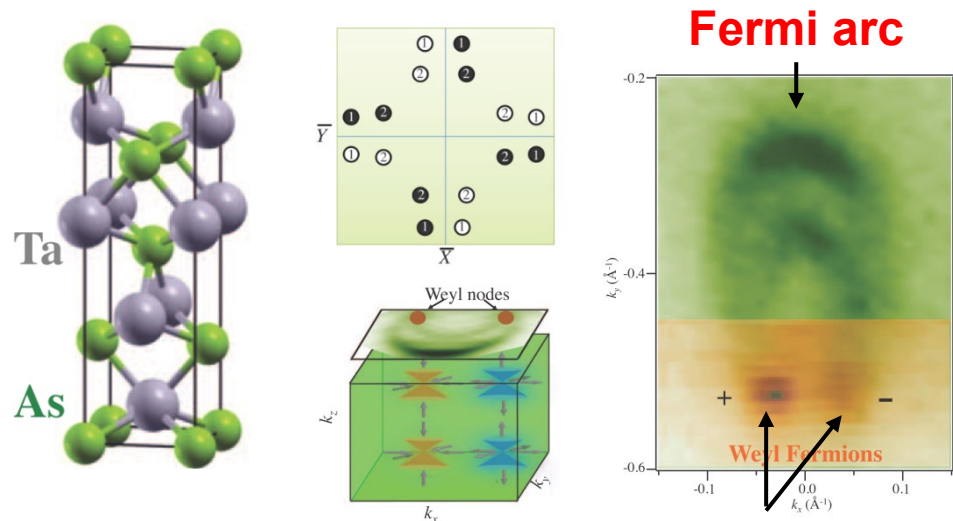 Ta
As
1 1
2 2
1 2 2 1
Y
1 2 2 1
2 2
1 1
X
Weyl nodes
kz
ky
kx
Fermi arc
-0.2
-0.4
-0.6
ky (Å-1)
+ -
Weyl Fermions
-0.1 0.0 0.1
kx (Å-1)